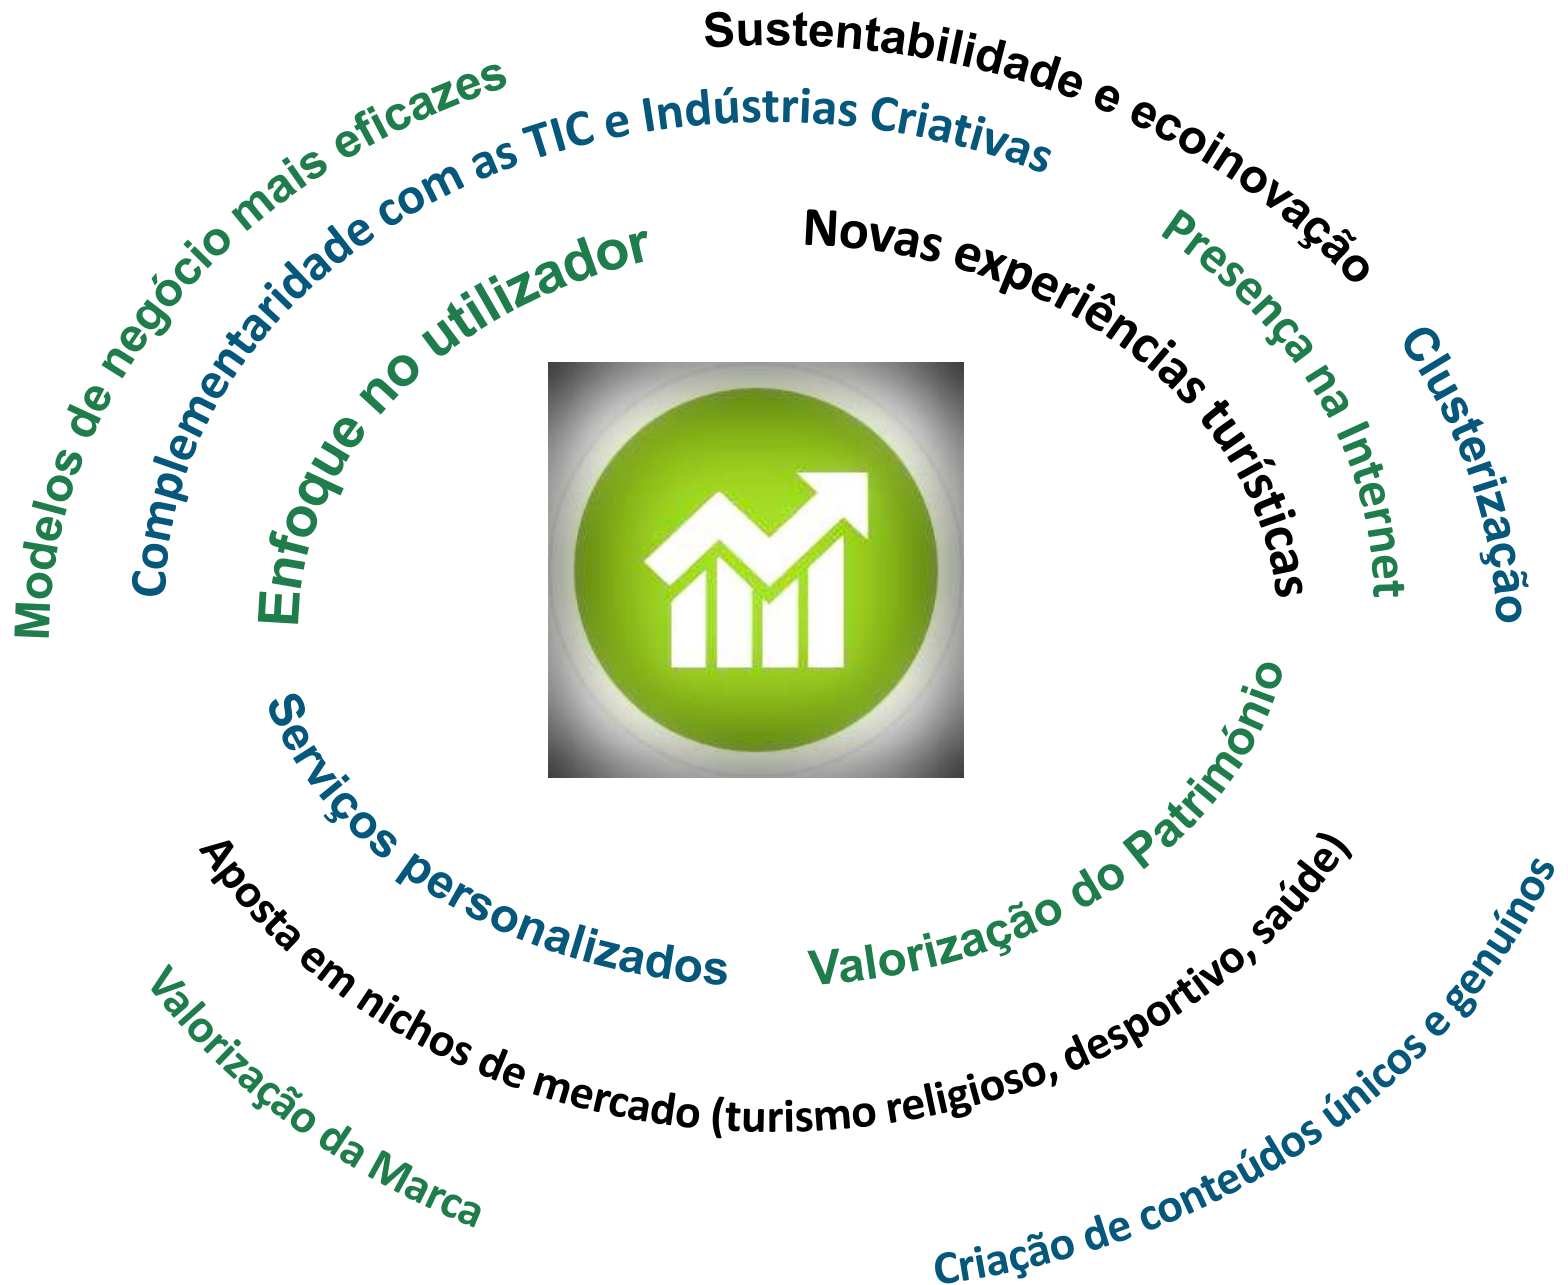 Sustentabilidade e ecoinovação
Modelos de negócio mais eficazes
Complementaridade com as TIC e Indústrias Criativas
Enfoque no utilizador
Novas experiências turísticas
Presença na Internet
Clusterização
Serviços personalizados
Valorização do Património
Aposta em nichos de mercado (turismo religioso, desportivo, saúde)
Valorização da Marca
Criação de conteúdos únicos e genuínos